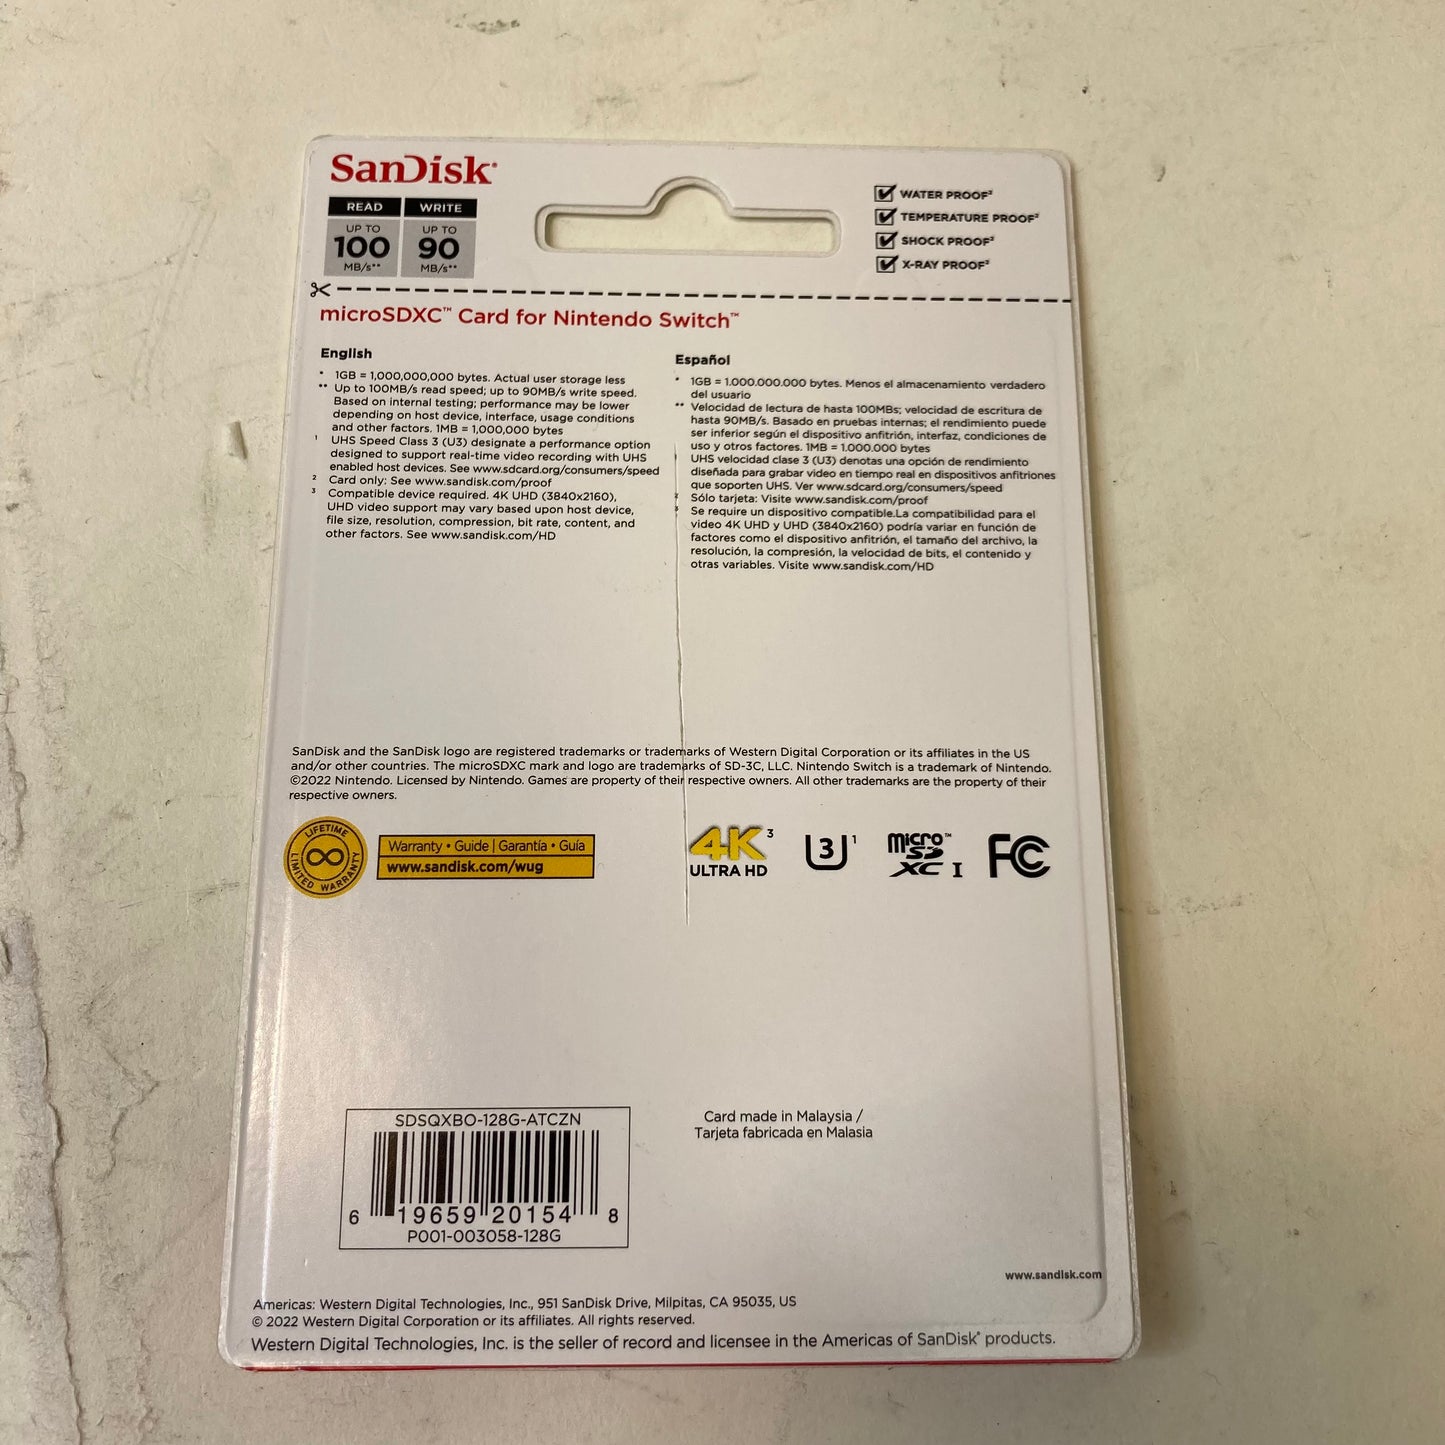 SanDisk®
READ WRITE
UP TO UP TO
100 90
MB/s** MB/s**
WATER PROOF²
TEMPERATURE PROOF²
SHOCK PROOF²
X-RAY PROOF²
microSDXC™ Card for Nintendo Switch™
English
* 1GB = 1,000,000,000 bytes. Actual user storage less
** Up to 100MB/s read speed; up to 90MB/s write speed.
Based on internal testing; performance may be lower
depending on host device, interface, usage conditions
and other factors. 1MB = 1,000,000 bytes
¹ UHS Speed Class 3 (U3) designate a performance option
designed to support real-time video recording with UHS
enabled host devices. See www.sdcard.org/consumers/speed
² Card only: See www.sandisk.com/proof
³ Compatible device required. 4K UHD (3840x2160),
UHD video support may vary based upon host device,
file size, resolution, compression, bit rate, content, and
other factors. See www.sandisk.com/HD
Español
* 1GB = 1.000.000.000 bytes. Menos el almacenamiento verdadero
del usuario
** Velocidad de lectura de hasta 100MBs; velocidad de escritura de
hasta 90MB/s. Basado en pruebas internas; el rendimiento puede
ser inferior según el dispositivo anfitrión, interfaz, condiciones de
uso y otros factores. 1MB = 1.000.000 bytes
¹ UHS velocidad clase 3 (U3) denotas una opción de rendimiento
diseñada para grabar video en tiempo real en dispositivos anfitriones
que soporten UHS. Ver www.sdcard.org/consumers/speed
² Sólo tarjeta: Visite www.sandisk.com/proof
³ Se require un dispositivo compatible.La compatibilidad para el
video 4K UHD y UHD (3840x2160) podría variar en función de
factores como el dispositivo anfitrión, el tamaño del archivo, la
resolución, la compresión, la velocidad de bits, el contenido y
otras variables. Visite www.sandisk.com/HD
SanDisk and the SanDisk logo are registered trademarks or trademarks of Western Digital Corporation or its affiliates in the US
and/or other countries. The microSDXC mark and logo are trademarks of SD-3C, LLC. Nintendo Switch is a trademark of Nintendo.
©2022 Nintendo. Licensed by Nintendo. Games are property of their respective owners. All other trademarks are the property of their
respective owners.
LIFETIME
LIMITED WARRANTY
Warranty • Guide | Garantía • Guía
www.sandisk.com/wug
4K³
ULTRA HD
3¹
micro™
SD
XC I
FC
SDSQXBO-128G-ATCZN
6 19659 20154 8
P001-003058-128G
Card made in Malaysia /
Tarjeta fabricada en Malasia
www.sandisk.com
Americas: Western Digital Technologies, Inc., 951 SanDisk Drive, Milpitas, CA 95035, US
© 2022 Western Digital Corporation or its affiliates. All rights reserved.
Western Digital Technologies, Inc. is the seller of record and licensee in the Americas of SanDisk® products.